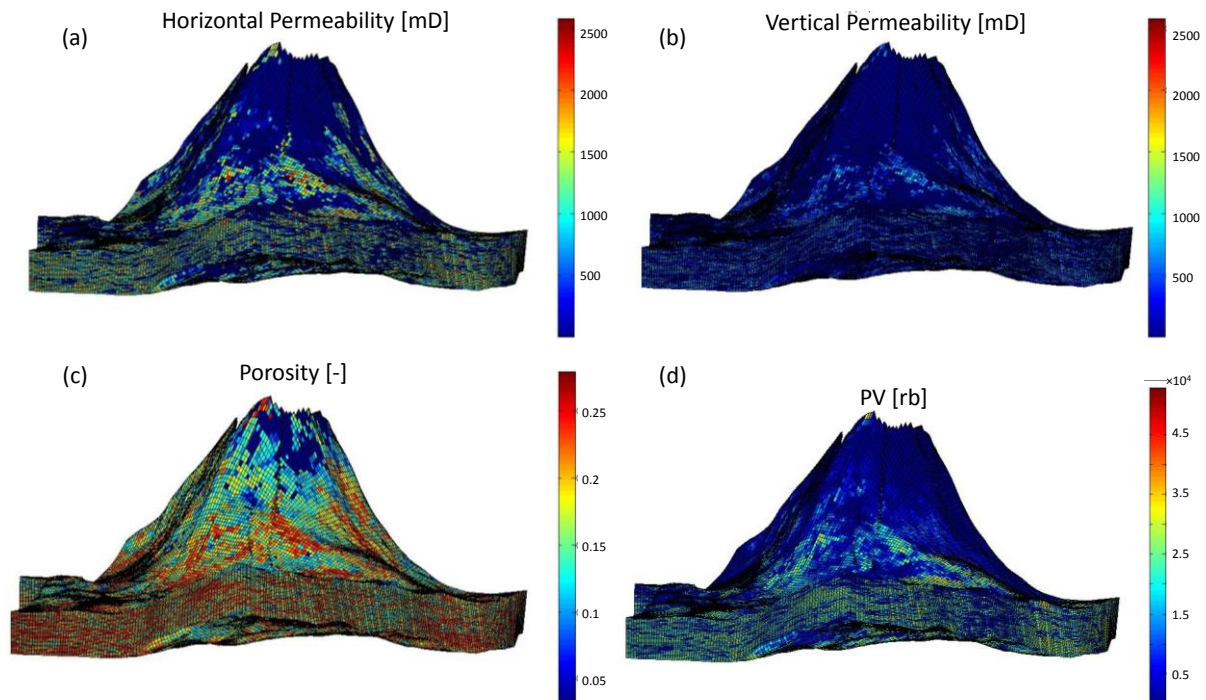 Horizontal Permeability [mD]
(a)
2500
2000
1500
1000
500
Vertical Permeability [mD]
(b)
2500
2000
1500
1000
500
Porosity [-]
(c)
0.25
0.2
0.15
0.1
0.05
(d)
PV [rb]
×10⁴
4.5
3.5
2.5
1.5
0.5